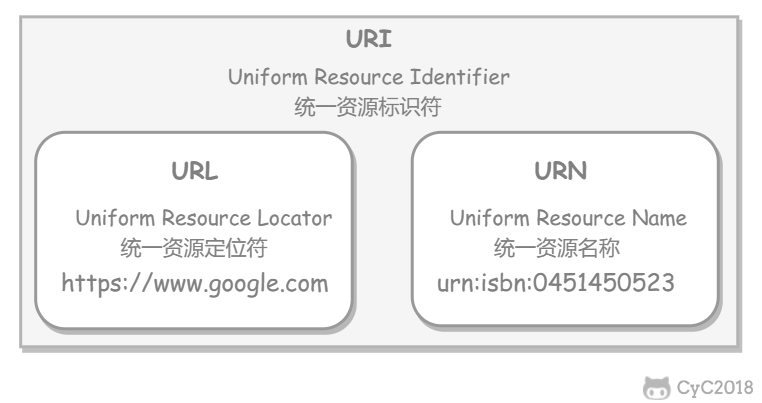 URI
Uniform Resource Identifier
统一资源标识符
URL
Uniform Resource Locator
统一资源定位符
https://www.google.com
URN
Uniform Resource Name
统一资源名称
urn:isbn:0451450523
CyC2018